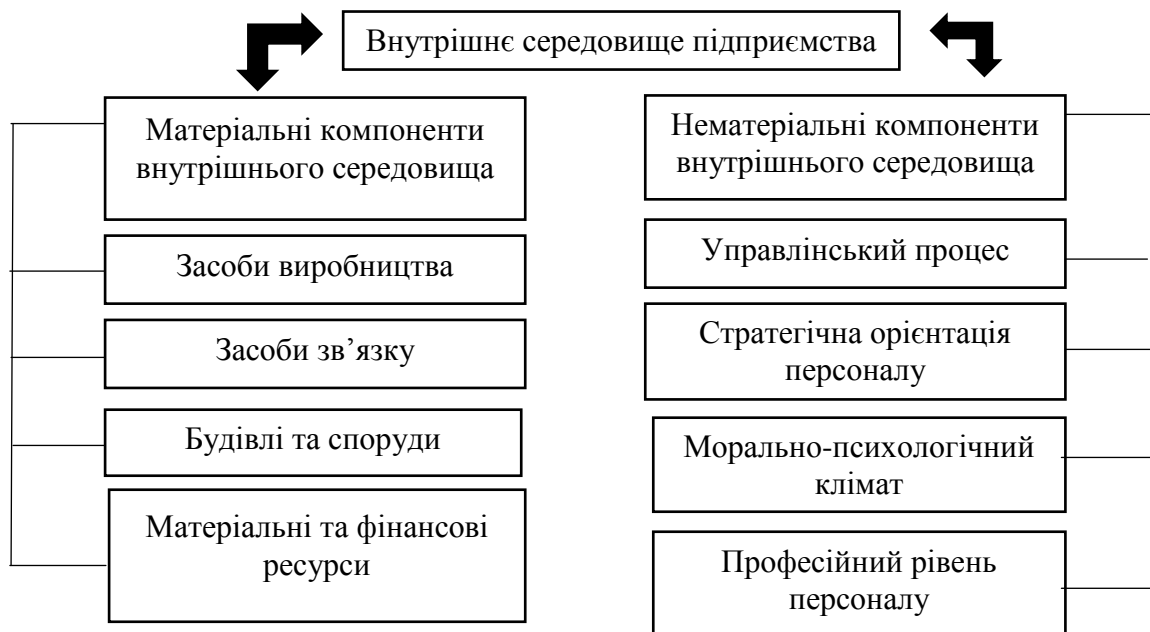 Внутрішнє середовище підприємства
Матеріальні компоненти
внутрішнього середовища
Засоби виробництва
Засоби зв’язку
Будівлі та споруди
Матеріальні та фінансові
ресурси
Нематеріальні компоненти
внутрішнього середовища
Управлінський процес
Стратегічна орієнтація
персоналу
Морально-психологічний
клімат
Професійний рівень
персоналу